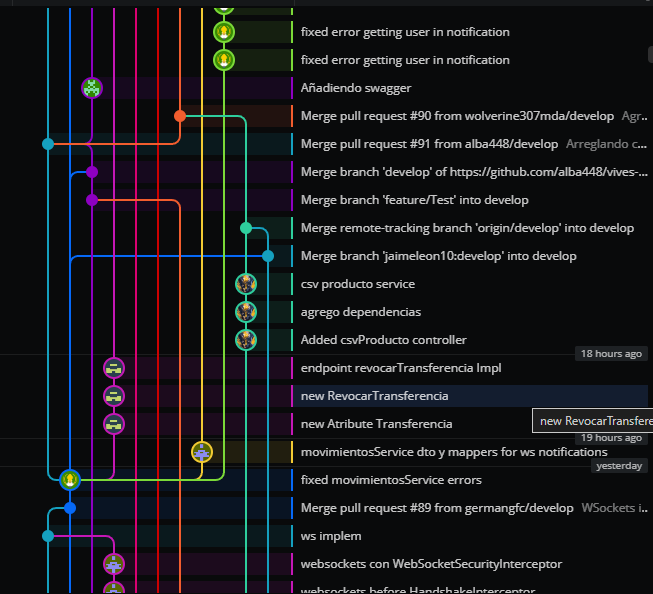 fixed error getting user in notification
fixed error getting user in notification
Añadiendo swagger
Merge pull request #90 from wolverine307mda/develop Agr...
Merge pull request #91 from alba448/develop Arreglando c...
Merge branch 'develop' of https://github.com/alba448/vives-...
Merge branch 'feature/Test' into develop
Merge remote-tracking branch 'origin/develop' into develop
Merge branch 'jaimeleon10:develop' into develop
csv producto service
agrego dependencias
Added csvProducto controller
18 hours ago
endpoint revocarTransferencia Impl
new RevocarTransferencia
new Atribute Transferencia
new RevocarTransfere
19 hours ago
movimientosService dto y mappers for ws notifications
yesterday
fixed movimientosService errors
Merge pull request #89 from germangfc/develop WSockets i...
ws implem
websockets con WebSocketSecurityInterceptor
websockets before HandshakeInterceptor